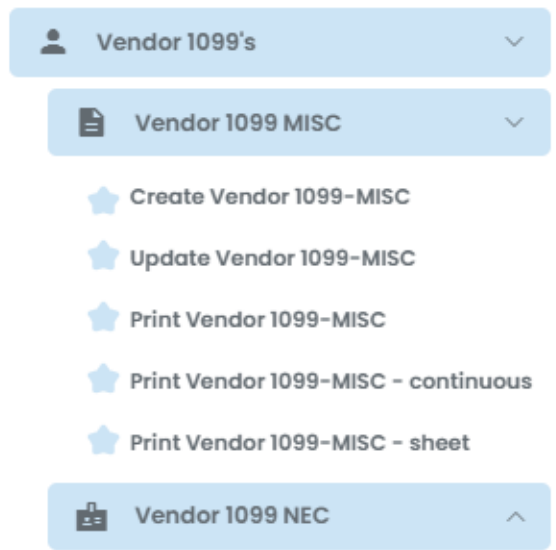 Vendor 1099's
Vendor 1099 MISC
Create Vendor 1099-MISC
Update Vendor 1099-MISC
Print Vendor 1099-MISC
Print Vendor 1099-MISC - continuous
Print Vendor 1099-MISC - sheet
Vendor 1099 NEC